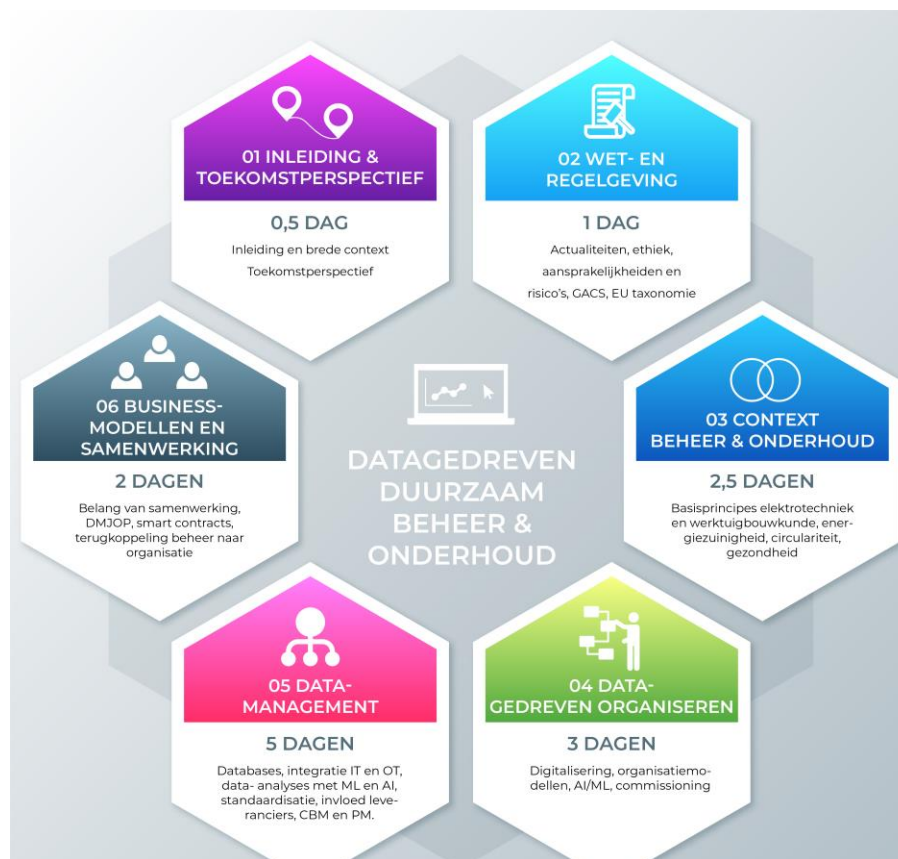 01 INLEIDING &
TOEKOMSTPERSPECTIEF
0,5 DAG
Inleiding en brede context
Toekomstperspectief
02 WET- EN
REGELGEVING
1 DAG
Actualiteiten, ethiek,
aansprakelijkheiden en
risico's, GACS, EU taxonomie
03 CONTEXT
BEHEER & ONDERHOUD
2,5 DAGEN
Basisprincipes elektrotechniek
en werktuigbouwkunde, ener-
giezuinigheid, circulariteit,
gezondheid
04 DATA-
GEDREVEN ORGANISEREN
3 DAGEN
Digitalisering, organisatiemo-
dellen, AI/ML, commissioning
05 DATA-
MANAGEMENT
5 DAGEN
Databases, integratie IT en OT,
data- analyses met ML en AI,
standaardisatie, invloed leve-
ranciers, CBM en PM.
06 BUSINESS-
MODELLEN EN
SAMENWERKING
2 DAGEN
Belang van samenwerking,
DMJOP, smart contracts,
terugkoppeling beheer naar
organisatie
DATAGEDREVEN
DUURZAAM
BEHEER &
ONDERHOUD